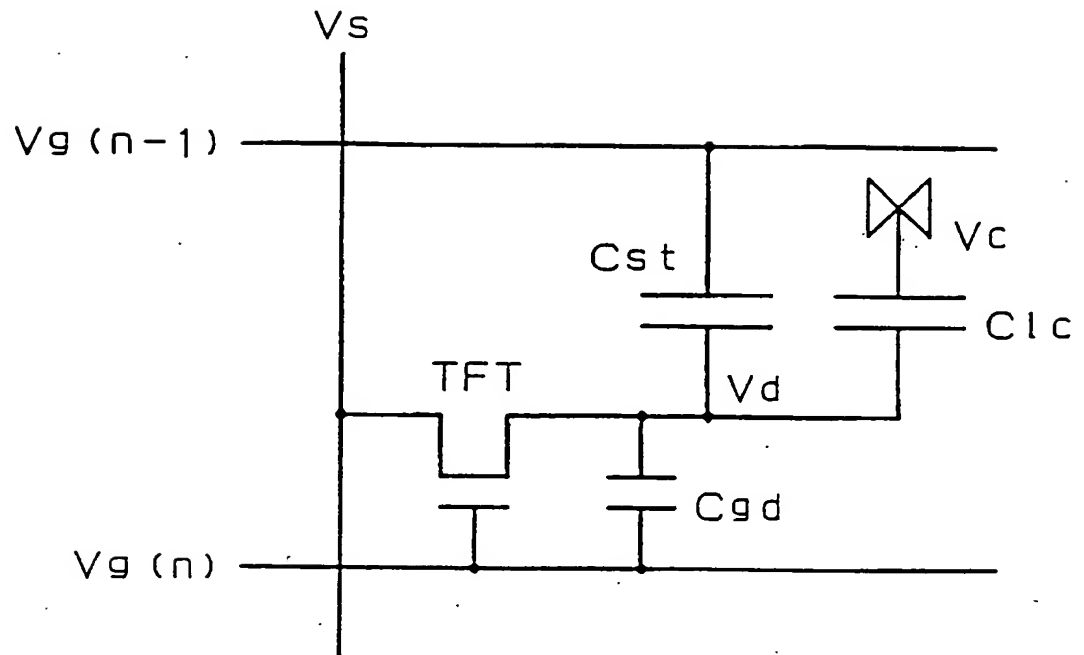 Vs
Vg (n-1)
Vc
Cst
Clc
TFT
Vd
Cgd
Vg (n)